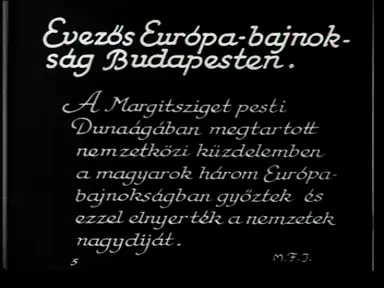 Evezős Európa-bajnok-
ság Budapesten.
A Margitsziget pesti
Dunaágában megtartott
nemzetközi küzdelemben
a magyarok három Európa-
bajnokságban győztek és
ezzel elnyerték a nemzetek
nagydíját.
5
M.F.I.